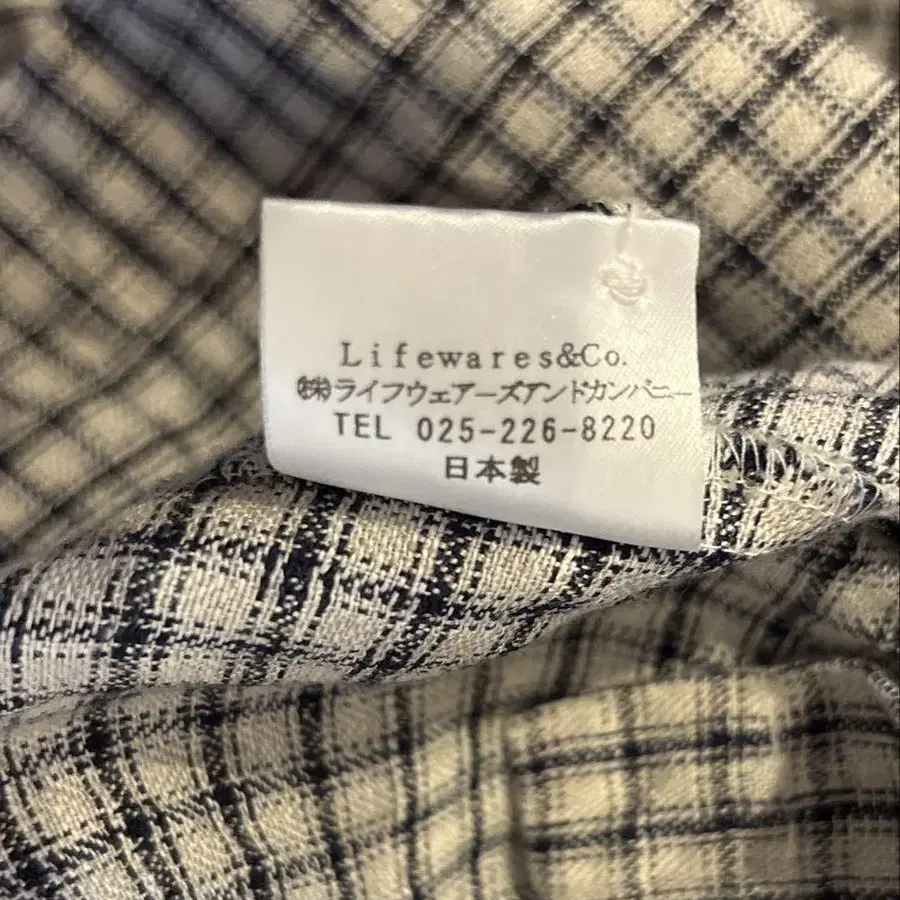 Lifewares&Co.
㈱ライフウェアーズアンドカンパニー
TEL 025-226-8220
日本製